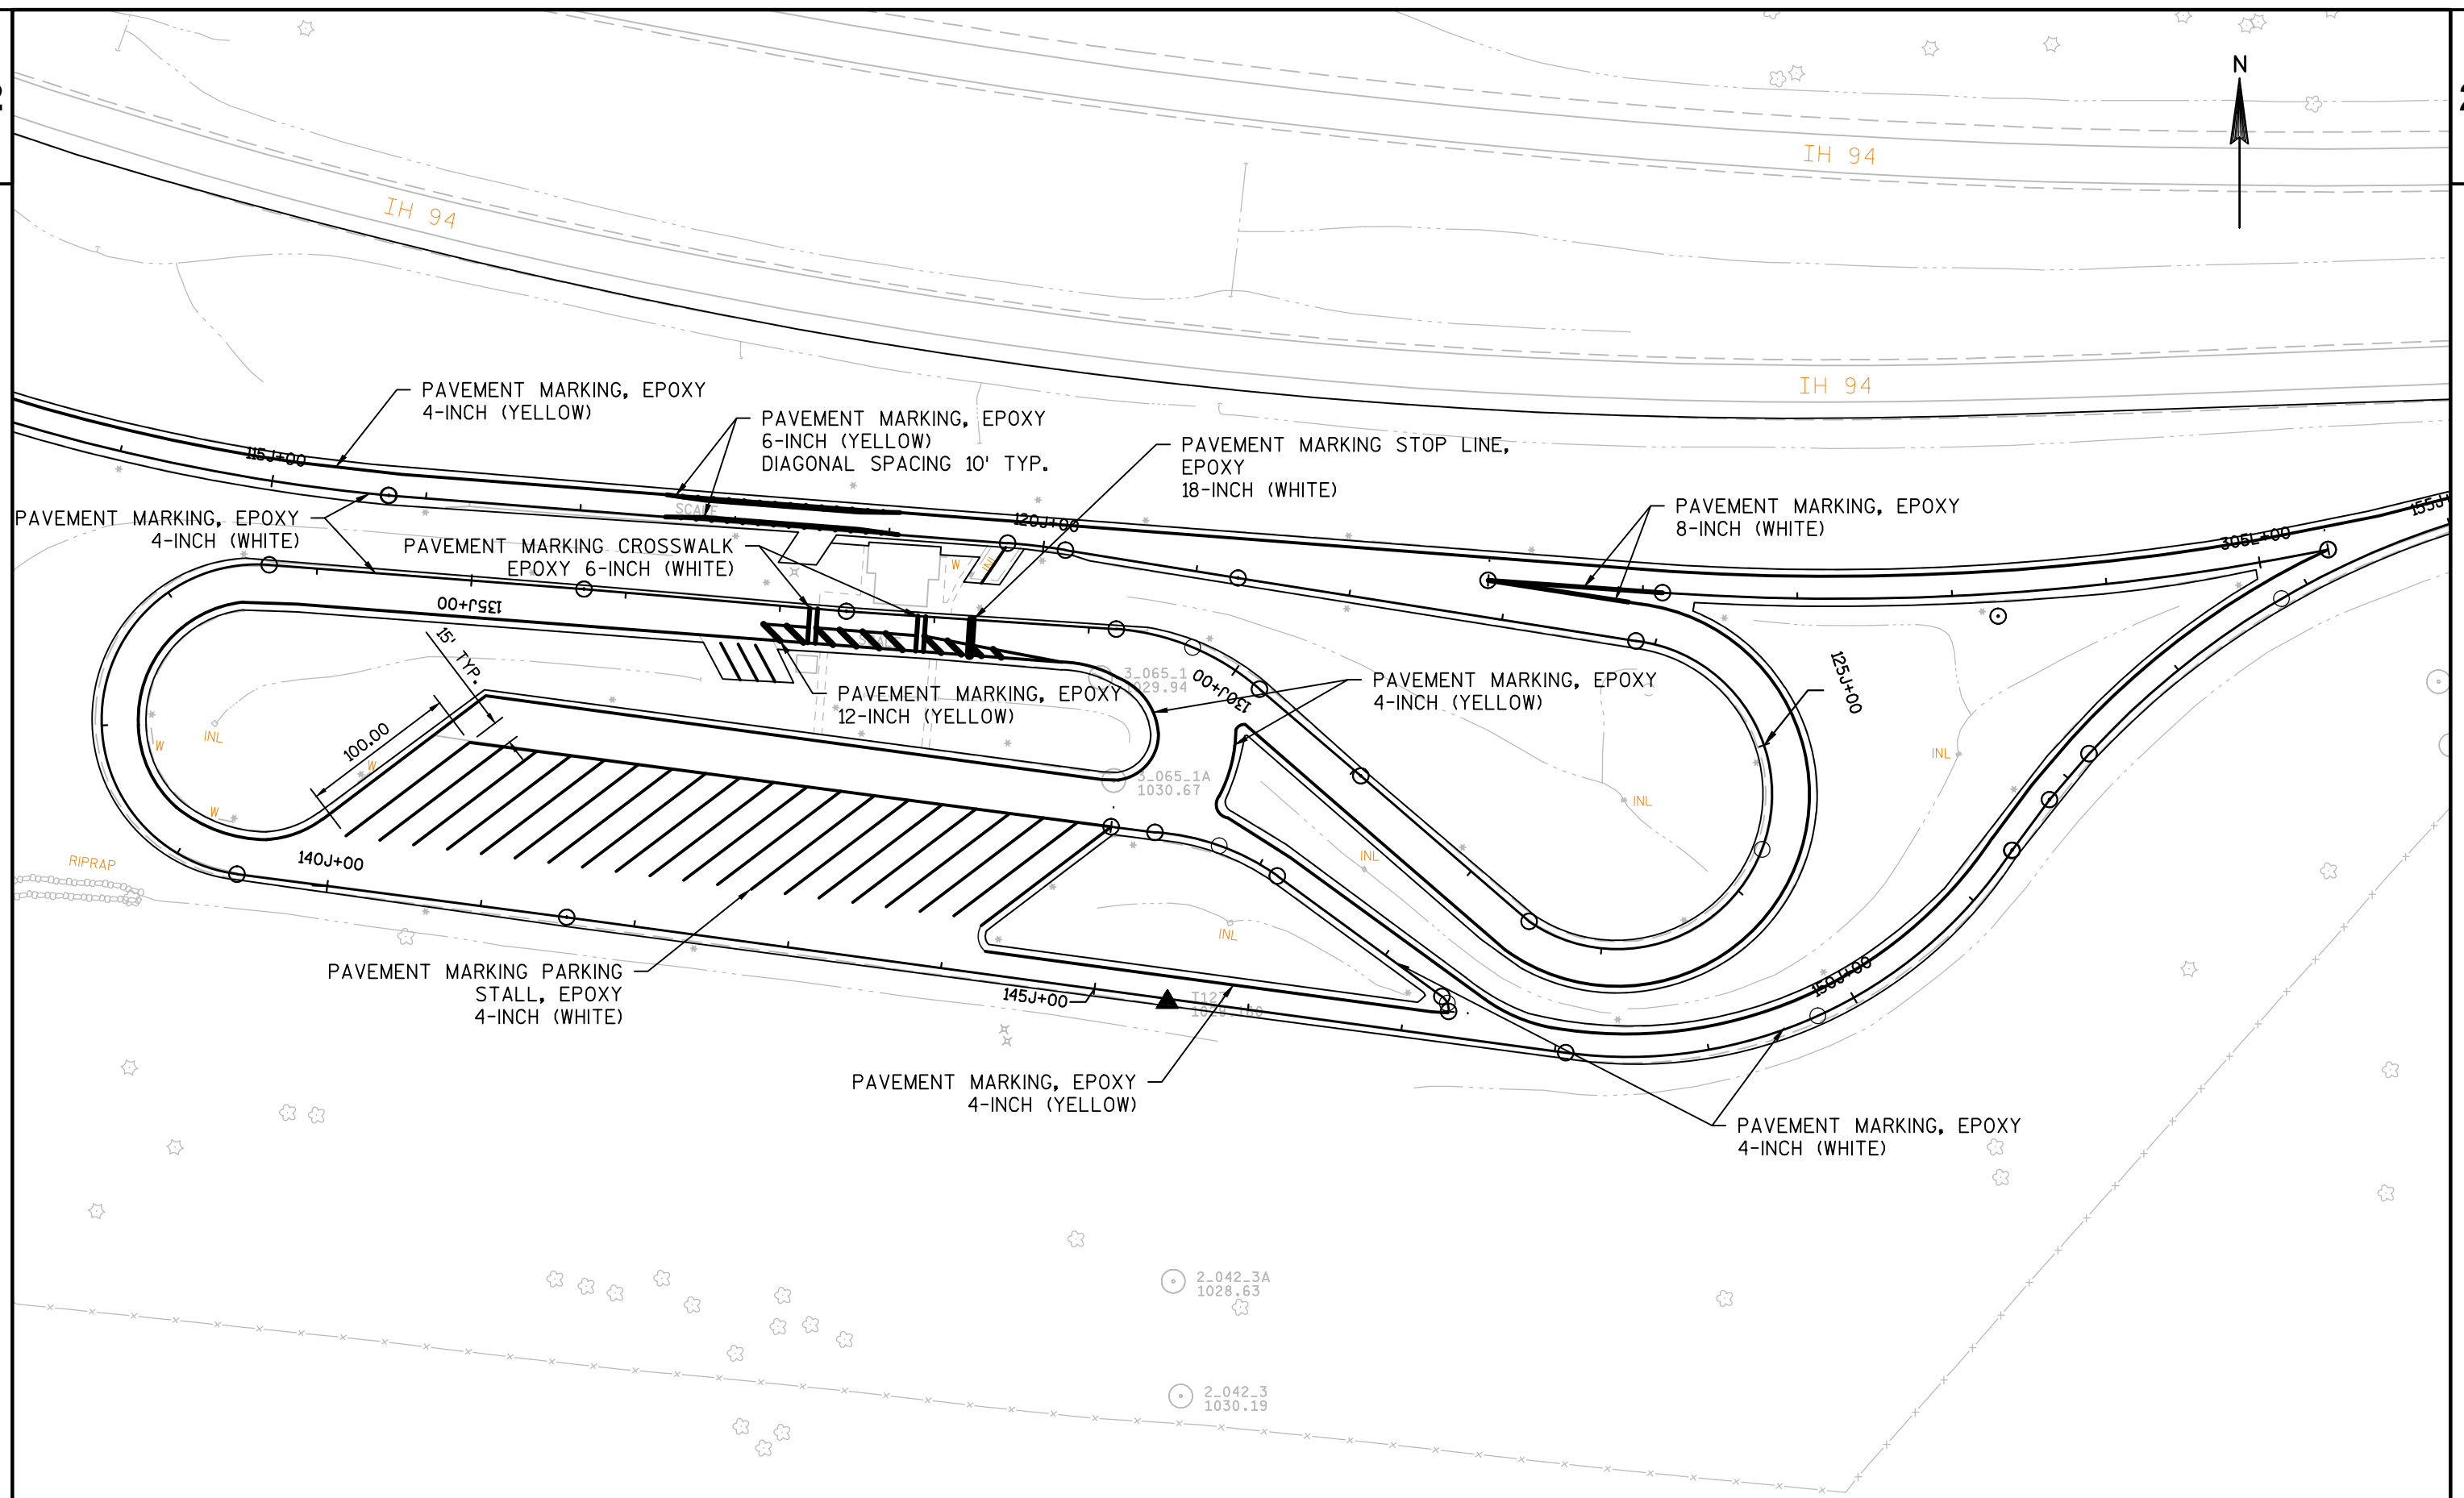 N
IH 94
IH 94
IH 94
PAVEMENT MARKING, EPOXY
4-INCH (YELLOW)
PAVEMENT MARKING, EPOXY
6-INCH (YELLOW)
DIAGONAL SPACING 10' TYP.
PAVEMENT MARKING STOP LINE,
EPOXY
18-INCH (WHITE)
PAVEMENT MARKING, EPOXY
8-INCH (WHITE)
115J+00
SCALE
120J+00
305L+00
155J+
PAVEMENT MARKING, EPOXY
4-INCH (WHITE)
PAVEMENT MARKING CROSSWALK
EPOXY 6-INCH (WHITE)
W
INL
135J+00
15' TYP.
100.00
130J+00
125J+00
3_065_1
1029.94
PAVEMENT MARKING, EPOXY
12-INCH (YELLOW)
PAVEMENT MARKING, EPOXY
4-INCH (YELLOW)
W
INL
W
W
INL
INL
3_065_1A
1030.67
INL
INL
RIPRAP
140J+00
PAVEMENT MARKING PARKING
STALL, EPOXY
4-INCH (WHITE)
145J+00
150J+00
PAVEMENT MARKING, EPOXY
4-INCH (YELLOW)
PAVEMENT MARKING, EPOXY
4-INCH (WHITE)
2_042_3A
1028.63
2_042_3
1030.19